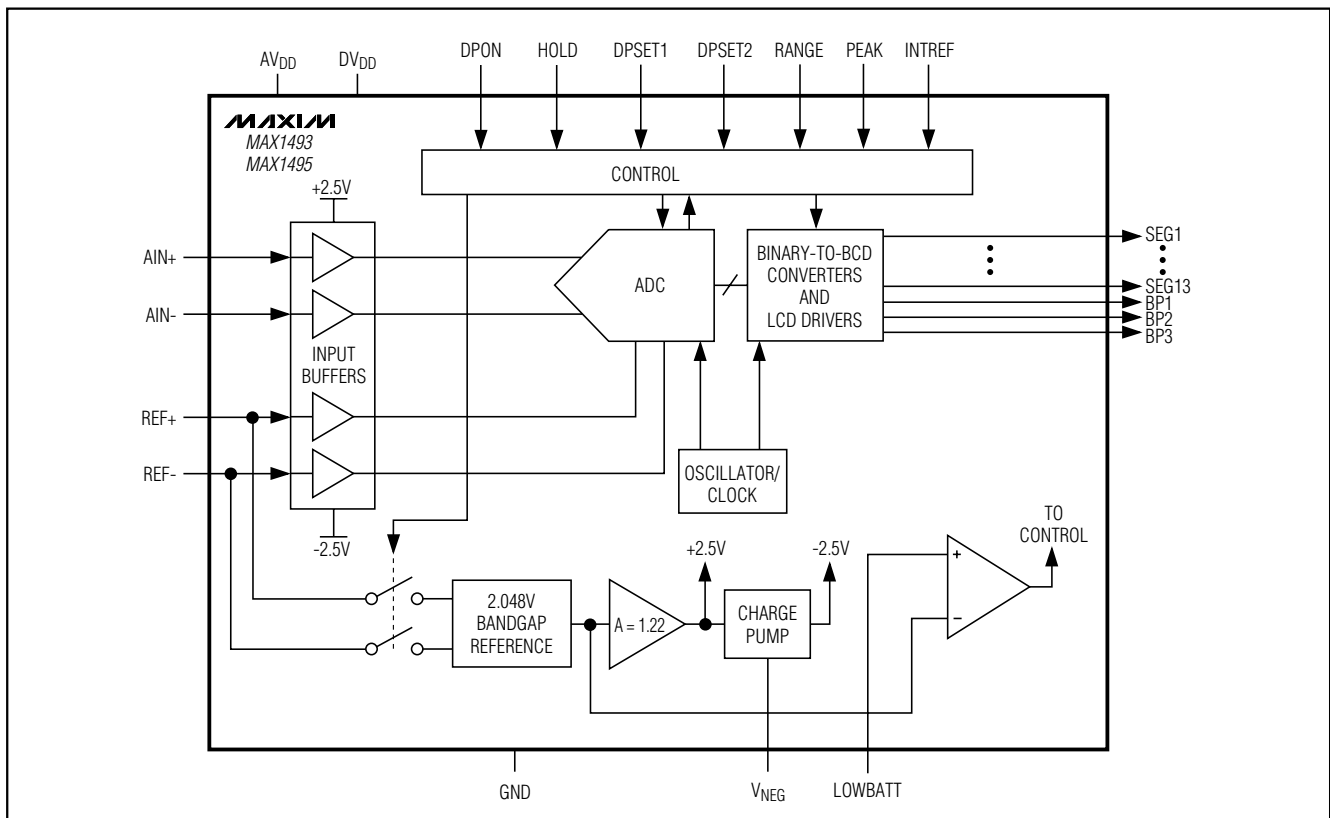 AVDD
DVDD
DPON
HOLD
DPSET1
DPSET2
RANGE
PEAK
INTREF
MAXIM
MAX1493
MAX1495
CONTROL
+2.5V
AIN+
AIN-
INPUT
BUFFERS
ADC
BINARY-TO-BCD
CONVERTERS
AND
LCD DRIVERS
SEG1
SEG13
BP1
BP2
BP3
REF+
REF-
OSCILLATOR/
CLOCK
-2.5V
2.048V
BANDGAP
REFERENCE
A = 1.22
+2.5V
CHARGE
PUMP
-2.5V
+
−
TO
CONTROL
GND
VNEG
LOWBATT